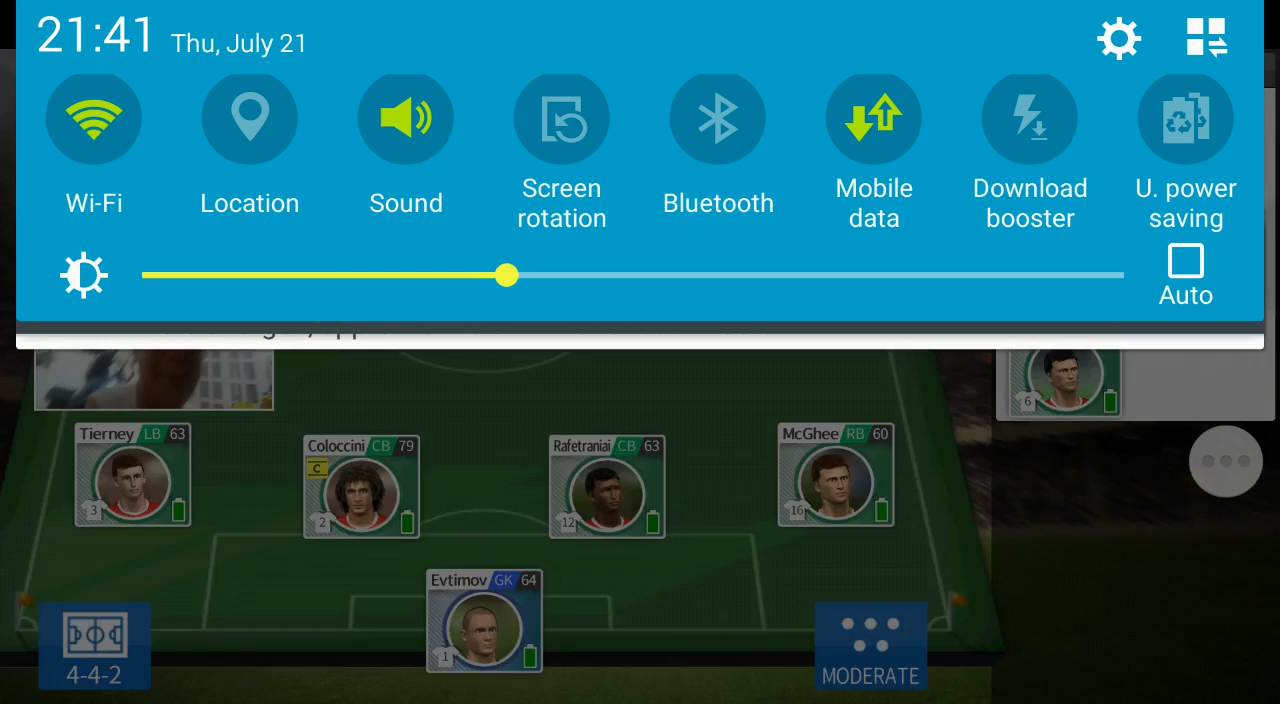 21:41 Thu, July 21
Wi-Fi
Location
Sound
Screen
rotation
Bluetooth
Mobile
data
Download
booster
U. power
saving
Auto
6
Tierney LB 63
3
Coloccini CB 79
C
2
Rafetraniai CB 63
12
McGhee RB 60
16
Evtimov GK 64
1
4-4-2
MODERATE